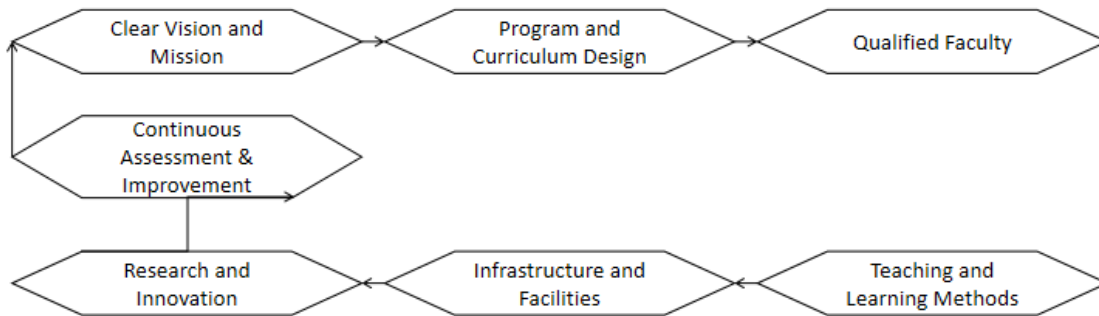 Clear Vision and
Mission
Program and
Curriculum Design
Qualified Faculty
Continuous
Assessment &
Improvement
Research and
Innovation
Infrastructure and
Facilities
Teaching and
Learning Methods